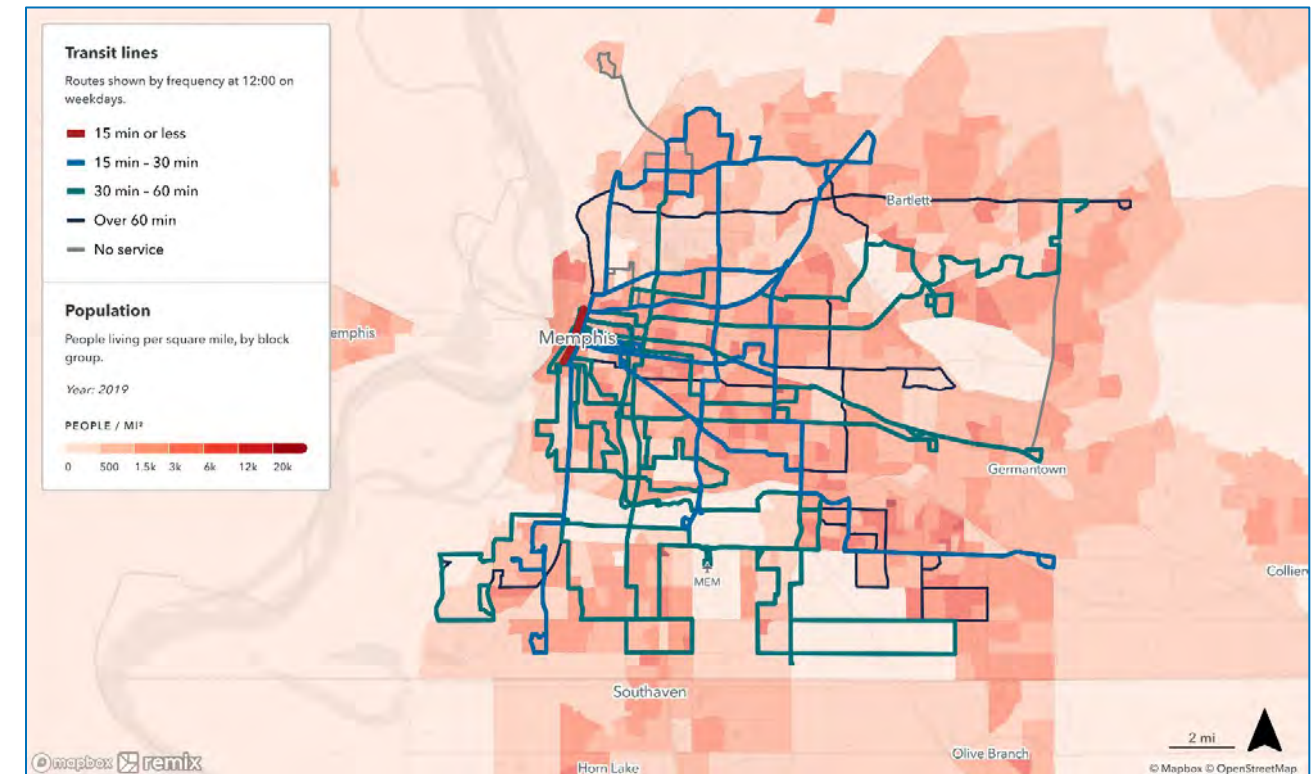 Transit lines
Routes shown by frequency at 12:00 on
weekdays.
15 min or less
15 min – 30 min
30 min – 60 min
Over 60 min
No service
Population
People living per square mile, by block
group.
Year: 2019
PEOPLE / MI²
0 500 1.5k 3k 6k 12k 20k
emphis
Memphis
Bartlett
Germantown
MEM
Collier
Southaven
Olive Branch
Horn Lake
2 mi
mapbox remix
© Mapbox © OpenStreetMap